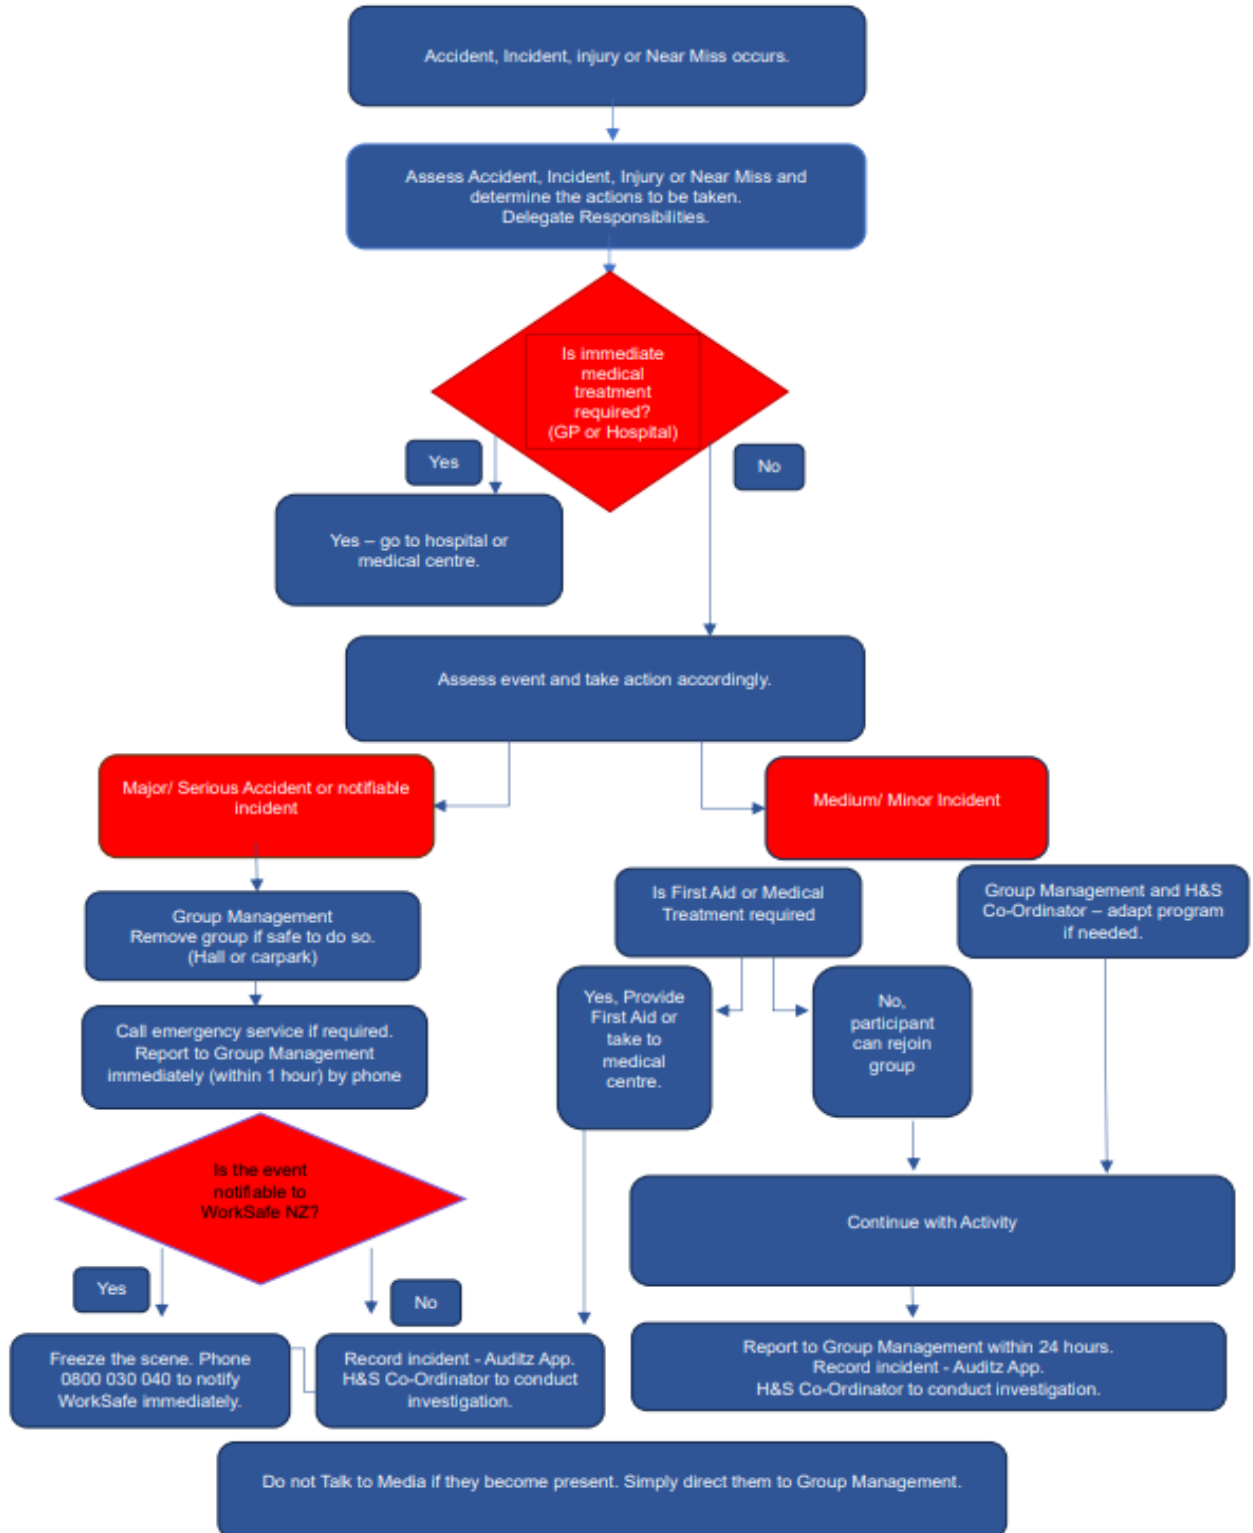 Accident, Incident, injury or Near Miss occurs.
Assess Accident, Incident, Injury or Near Miss and
determine the actions to be taken.
Delegate Responsibilities.
Is immediate
medical
treatment
required?
(GP or Hospital)
Yes
No
Yes – go to hospital or
medical centre.
Assess event and take action accordingly.
Major/ Serious Accident or notifiable
incident
Medium/ Minor Incident
Group Management
Remove group if safe to do so.
(Hall or carpark)
Is First Aid or Medical
Treatment required
Group Management and H&S
Co-Ordinator – adapt program
if needed.
Call emergency service if required.
Report to Group Management
immediately (within 1 hour) by phone
Yes, Provide
First Aid or
take to
medical
centre.
No,
participant
can rejoin
group
Is the event
notifiable to
WorkSafe NZ?
Continue with Activity
Yes
No
Freeze the scene. Phone
0800 030 040 to notify
WorkSafe immediately.
Record incident - Auditz App.
H&S Co-Ordinator to conduct
investigation.
Report to Group Management within 24 hours.
Record incident - Auditz App.
H&S Co-Ordinator to conduct investigation.
Do not Talk to Media if they become present. Simply direct them to Group Management.